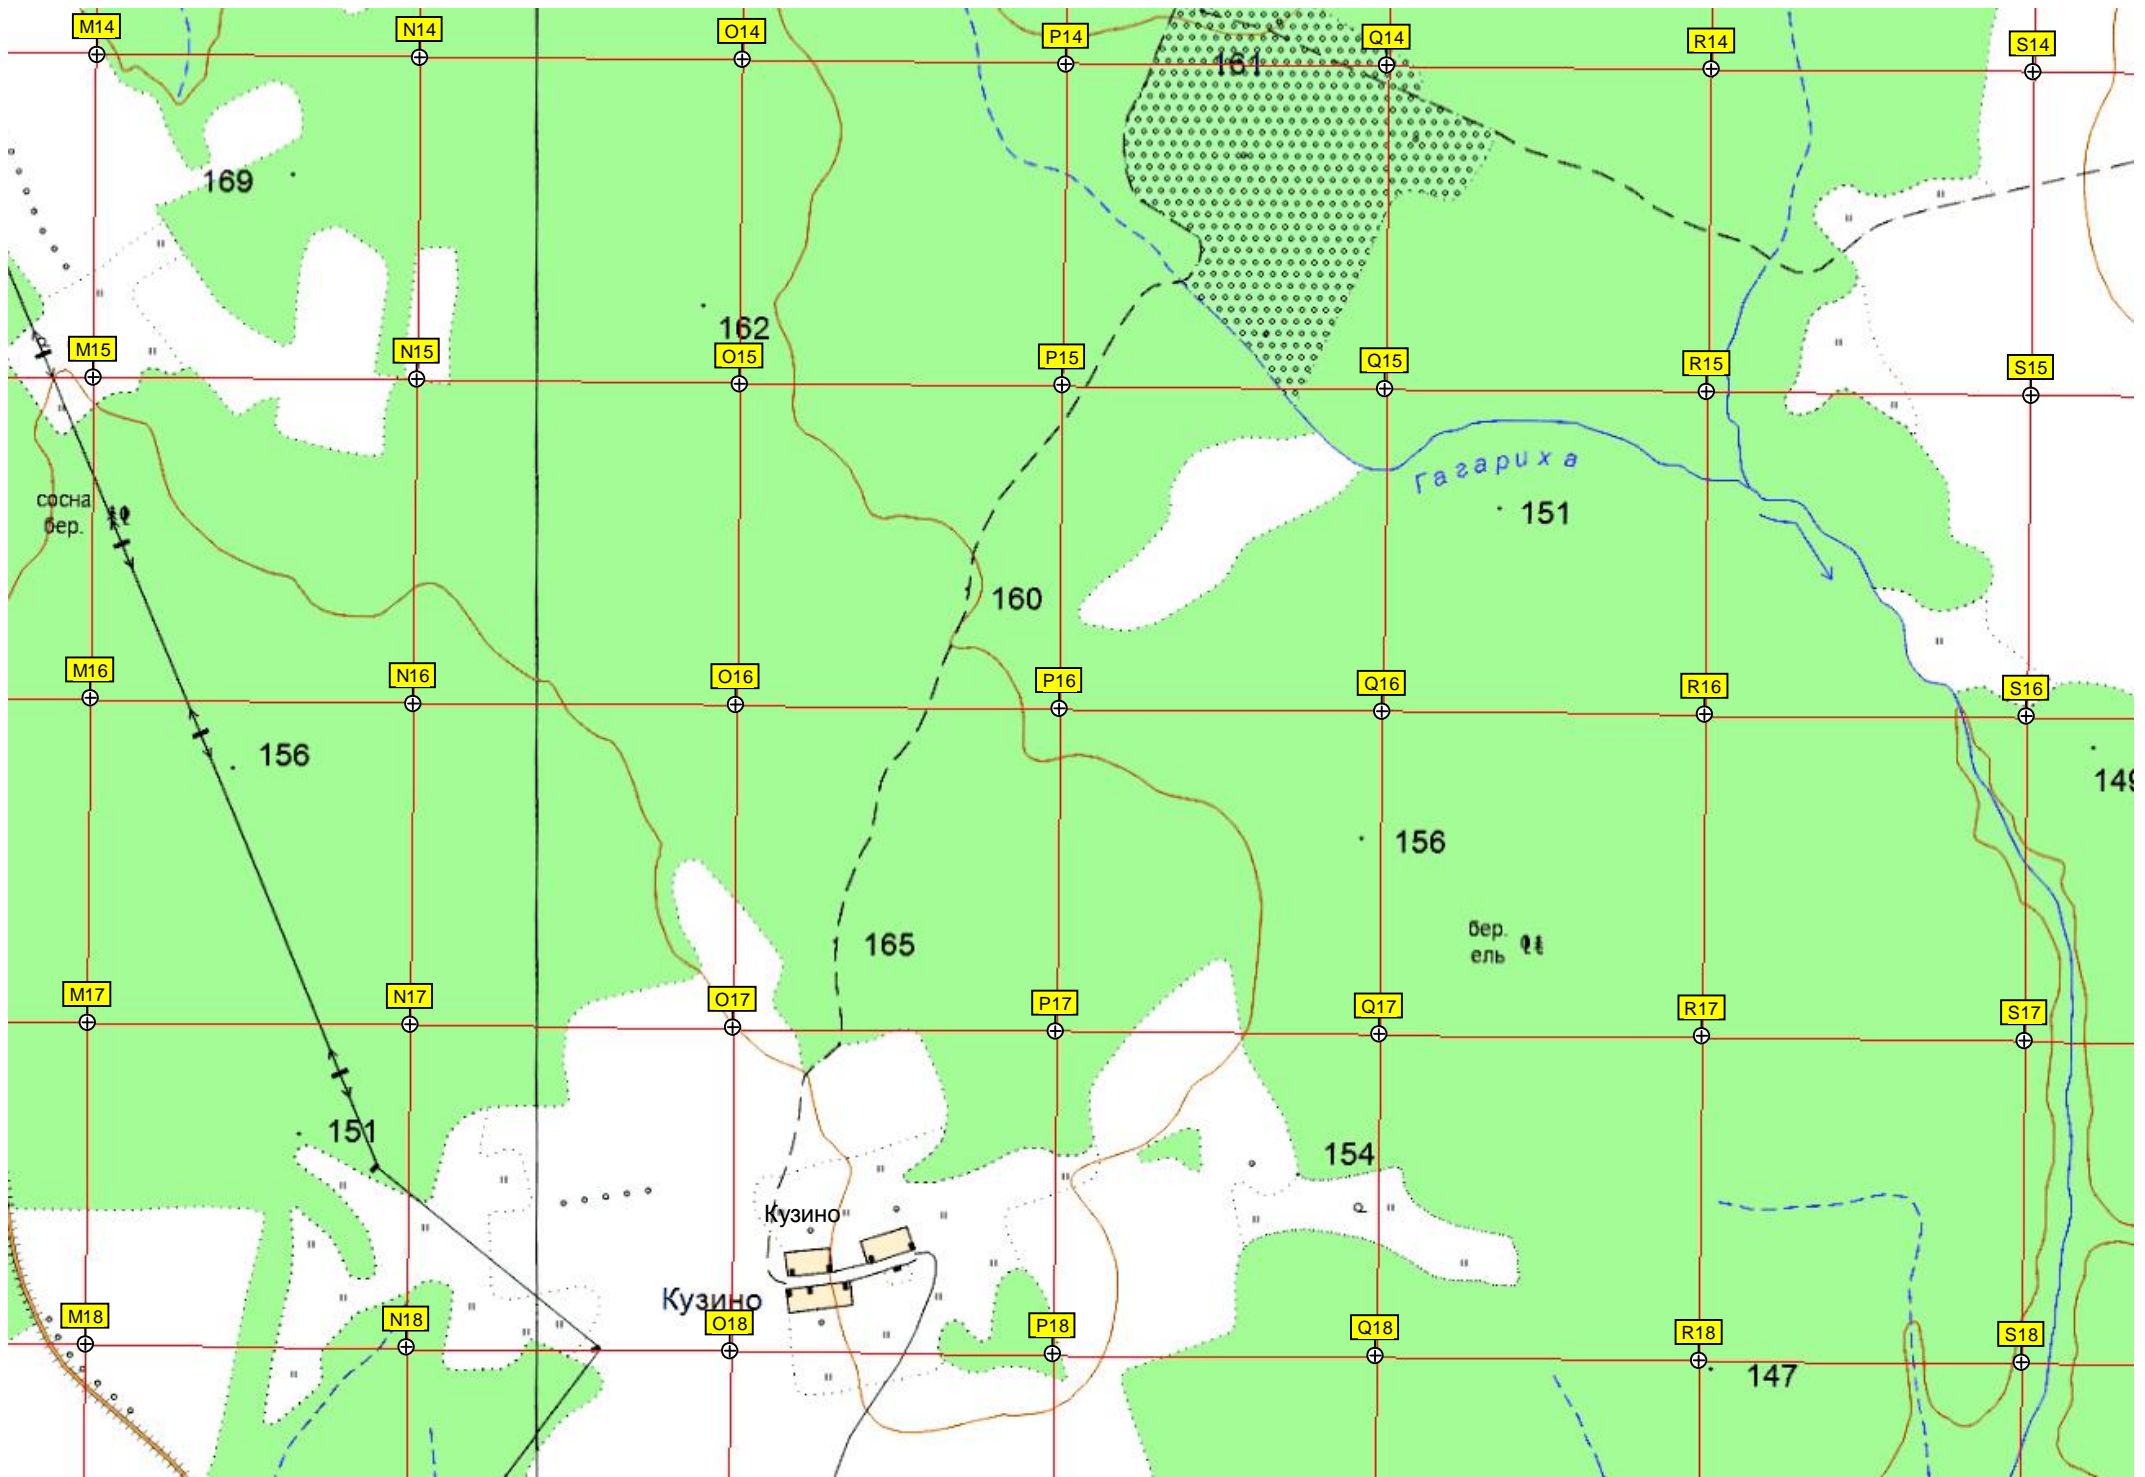 M14
N14
O14
P14
Q14
R14
S14
161
169
162
M15
N15
O15
P15
Q15
R15
S15
Гагариха
сосна
бер.
151
160
M16
N16
O16
P16
Q16
R16
S16
156
149
156
165
бер.
ель
M17
N17
O17
P17
Q17
R17
S17
151
154
Кузино
Кузино
M18
N18
O18
P18
Q18
R18
S18
147